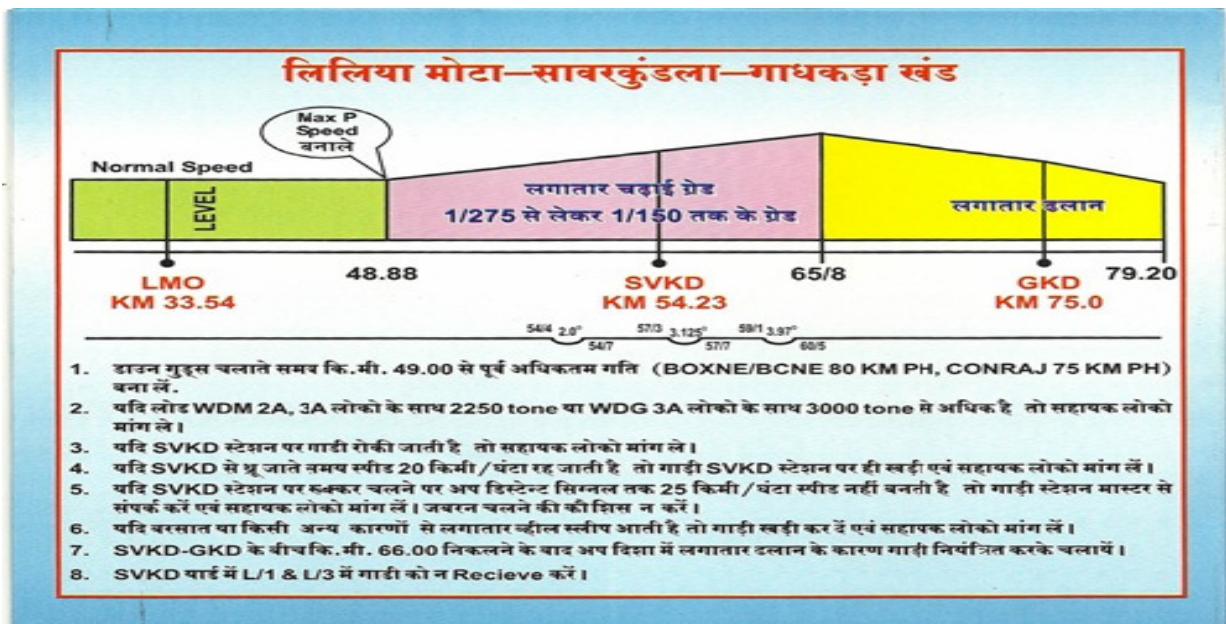 लिलिया मोटा–सावरकुंडला–गाधकड़ा खंड
Max P
Speed
बनाले
Normal Speed
LEVEL
लगातार चढ़ाई ग्रेड
1/275 से लेकर 1/150 तक के ग्रेड
लगातार ढलान
48.88
65/8
79.20
LMO
KM 33.54
SVKD
KM 54.23
GKD
KM 75.0
54/4 2.0° 57/3 3.125° 59/1 3.97°
54/7 57/7 60/5
1. डाउन गुड्स चलाते समय कि.मी. 49.00 से पूर्व अधिकतम गति (BOXNE/BCNE 80 KM PH, CONRAJ 75 KM PH)
बना लें.
2. यदि लोड WDM 2A, 3A लोको के साथ 2250 tone या WDG 3A लोको के साथ 3000 tone से अधिक है तो सहायक लोको
मांग ले।
3. यदि SVKD स्टेशन पर गाडी रोकी जाती है तो सहायक लोको मांग ले।
4. यदि SVKD से थ्रू जाते समय स्पीड 20 किमी/घंटा रह जाती है तो गाड़ी SVKD स्टेशन पर ही खड़ी एवं सहायक लोको मांग लें।
5. यदि SVKD स्टेशन पर रूककर चलने पर अप डिस्टेन्ट सिग्नल तक 25 किमी/घंटा स्पीड नहीं बनती है तो गाड़ी स्टेशन मास्टर से
संपर्क करें एवं सहायक लोको मांग लें। जबरन चलने की कौशिस न करें।
6. यदि बरसात या किसी अन्य कारणों से लगातार व्हील स्लीप आती है तो गाड़ी खड़ी कर दें एवं सहायक लोको मांग लें।
7. SVKD-GKD के बीच कि.मी. 66.00 निकलने के बाद अप दिशा में लगातार ढलान के कारण गाड़ी नियंत्रित करके चलायें।
8. SVKD यार्ड में L/1 & L/3 में गाडी को न Recieve करें।